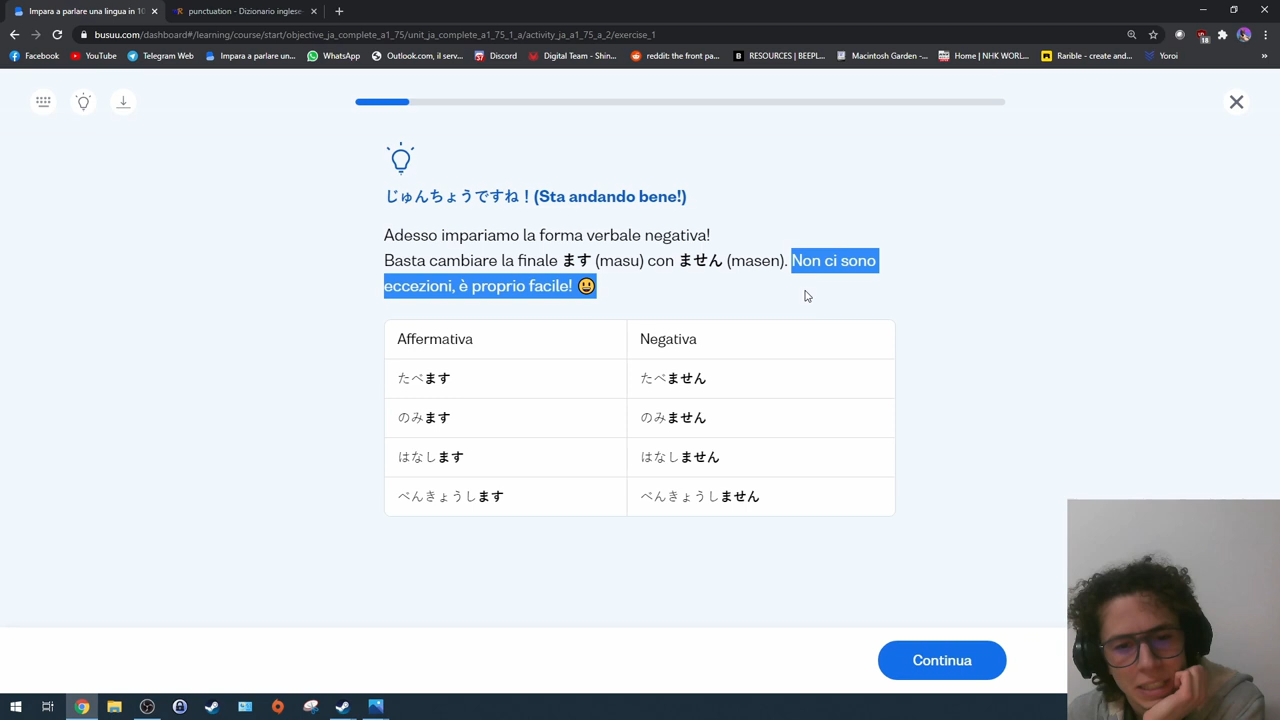 Impara a parlare una lingua in 10
punctuation - Dizionario inglese-
busuu.com/dashboard#/learning/course/start/objective_ja_complete_a1_75/unit_ja_complete_a1_75_1_a/activity_ja_a1_75_a_2/exercise_1
Facebook YouTube Telegram Web Impara a parlare un... WhatsApp Outlook.com, il serv... Discord Digital Team - Shin... RESOURCES | BEEPL... reddit: the front pa... Macintosh Garden -... Home | NHK WORL... Rarible - create and... Yoroi »
じゅんちょうですね！(Sta andando bene!)
Adesso impariamo la forma verbale negativa!
Basta cambiare la finale ます (masu) con ません (masen). Non ci sono
eccezioni, è proprio facile! 😃
Affermativa Negativa
たべます たべません
のみます のみません
はなします はなしません
べんきょうします べんきょうしません
Continua